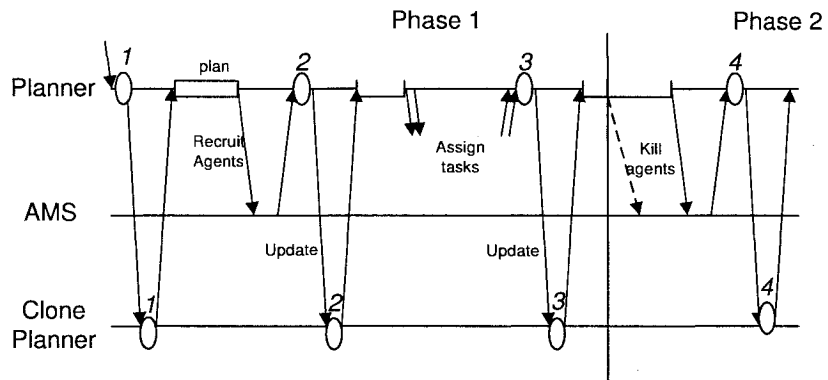 Phase 1
Phase 2
1
plan
2
3
4
Planner
Recruit
Agents
Assign
tasks
Kill
agents
AMS
Update
Update
1
2
3
4
Clone
Planner